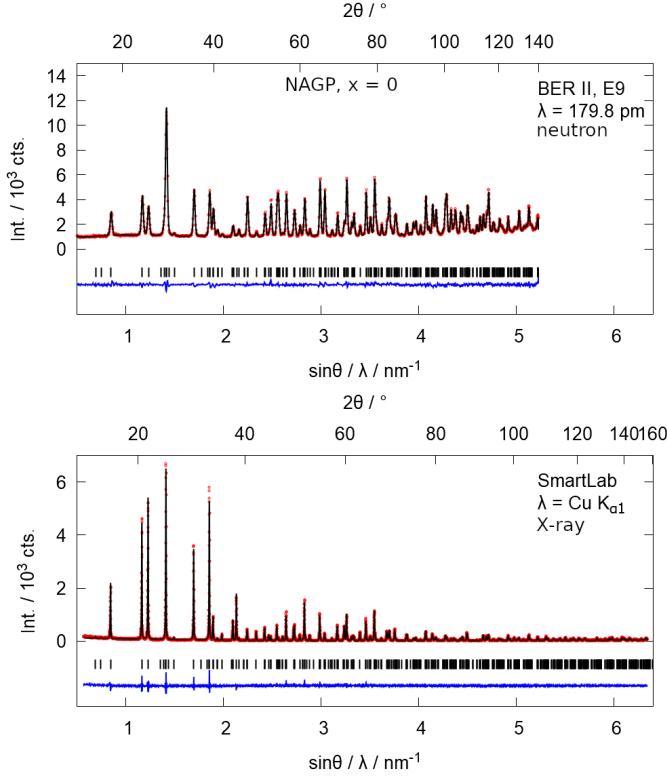 2θ / °
20 40 60 80 100 120 140
NAGP, x = 0
BER II, E9
λ = 179.8 pm
neutron
Int. / 10³ cts.
14
12
10
8
6
4
2
0
1 2 3 4 5 6
sinθ / λ / nm⁻¹
2θ / °
20 40 60 80 100 120 140 160
SmartLab
λ = Cu Kα1
X-ray
Int. / 10³ cts.
6
4
2
0
1 2 3 4 5 6
sinθ / λ / nm⁻¹